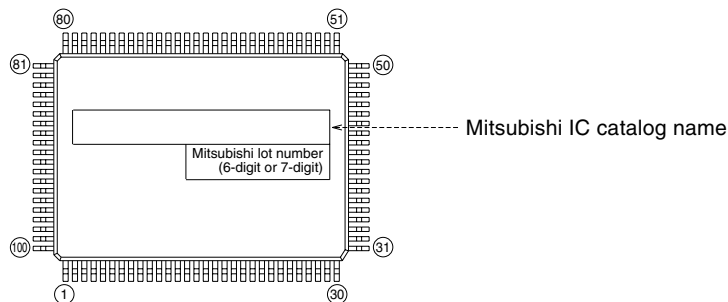 80 51
81 50
Mitsubishi IC catalog name
Mitsubishi lot number
(6-digit or 7-digit)
100 31
1 30